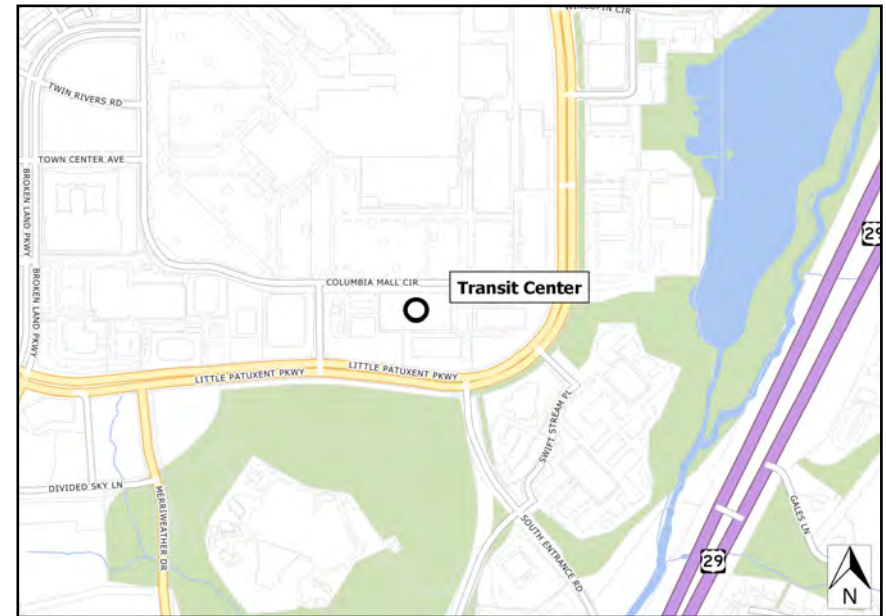 WINCOPIN CIR
TWIN RIVERS RD
TOWN CENTER AVE
BROKEN LAND PKWY
BROKEN LAND PKWY
29
COLUMBIA MALL CIR
Transit Center
LITTLE PATUXENT PKWY
LITTLE PATUXENT PKWY
SWIFT STREAM PL
DIVIDED SKY LN
MERRIWEATHER DR
SOUTH ENTRANCE RD
GALES LN
29
N